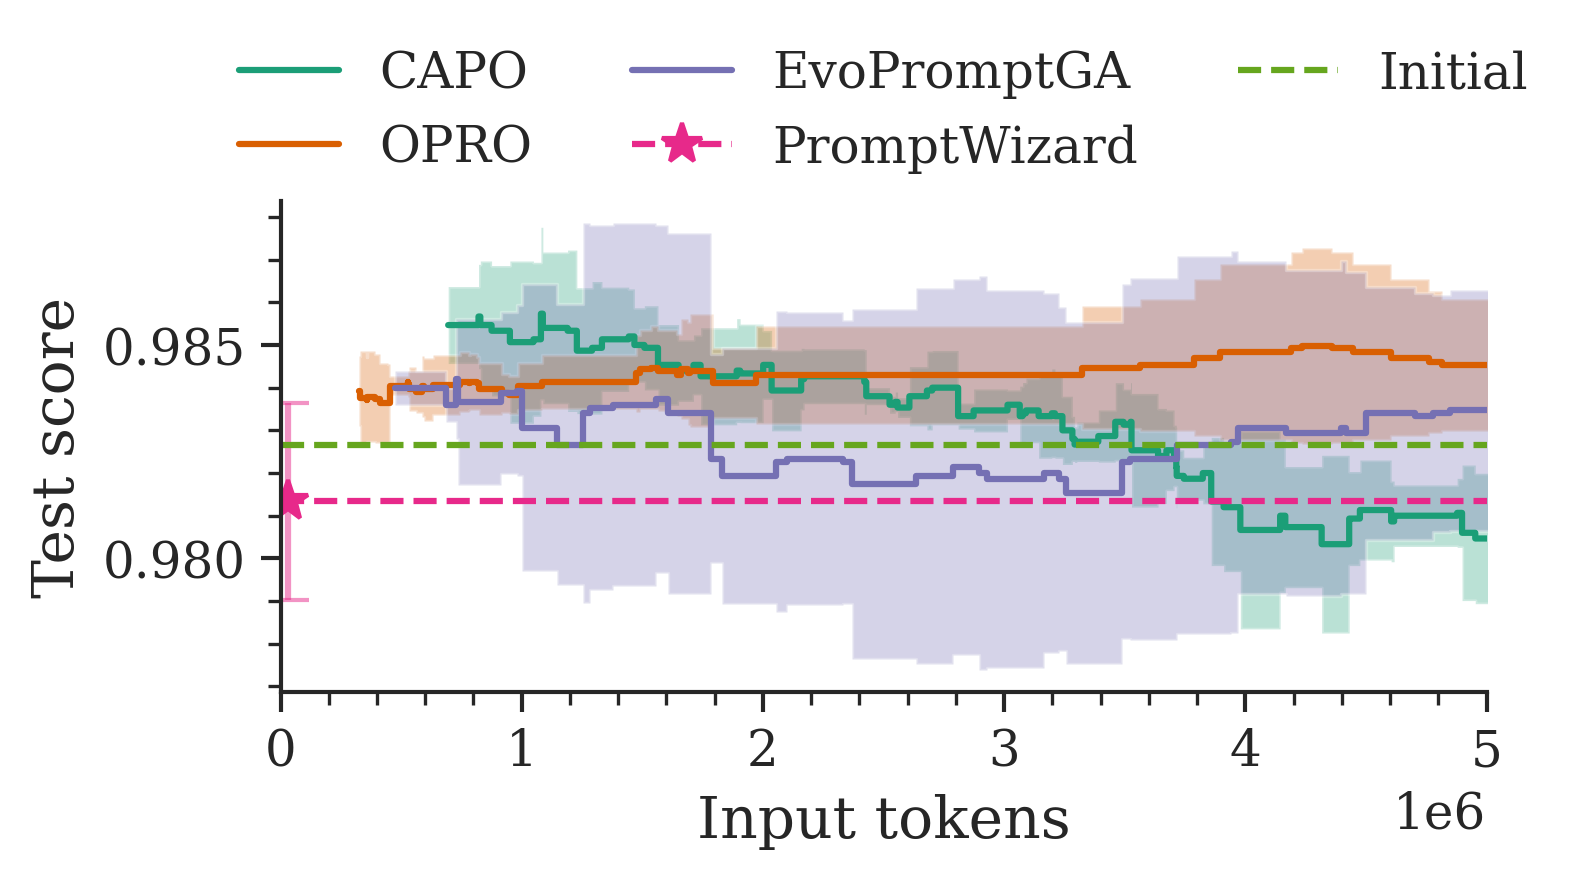 CAPO EvoPromptGA Initial
OPRO PromptWizard
Test score
0.985
0.980
0 1 2 3 4 5
1e6
Input tokens